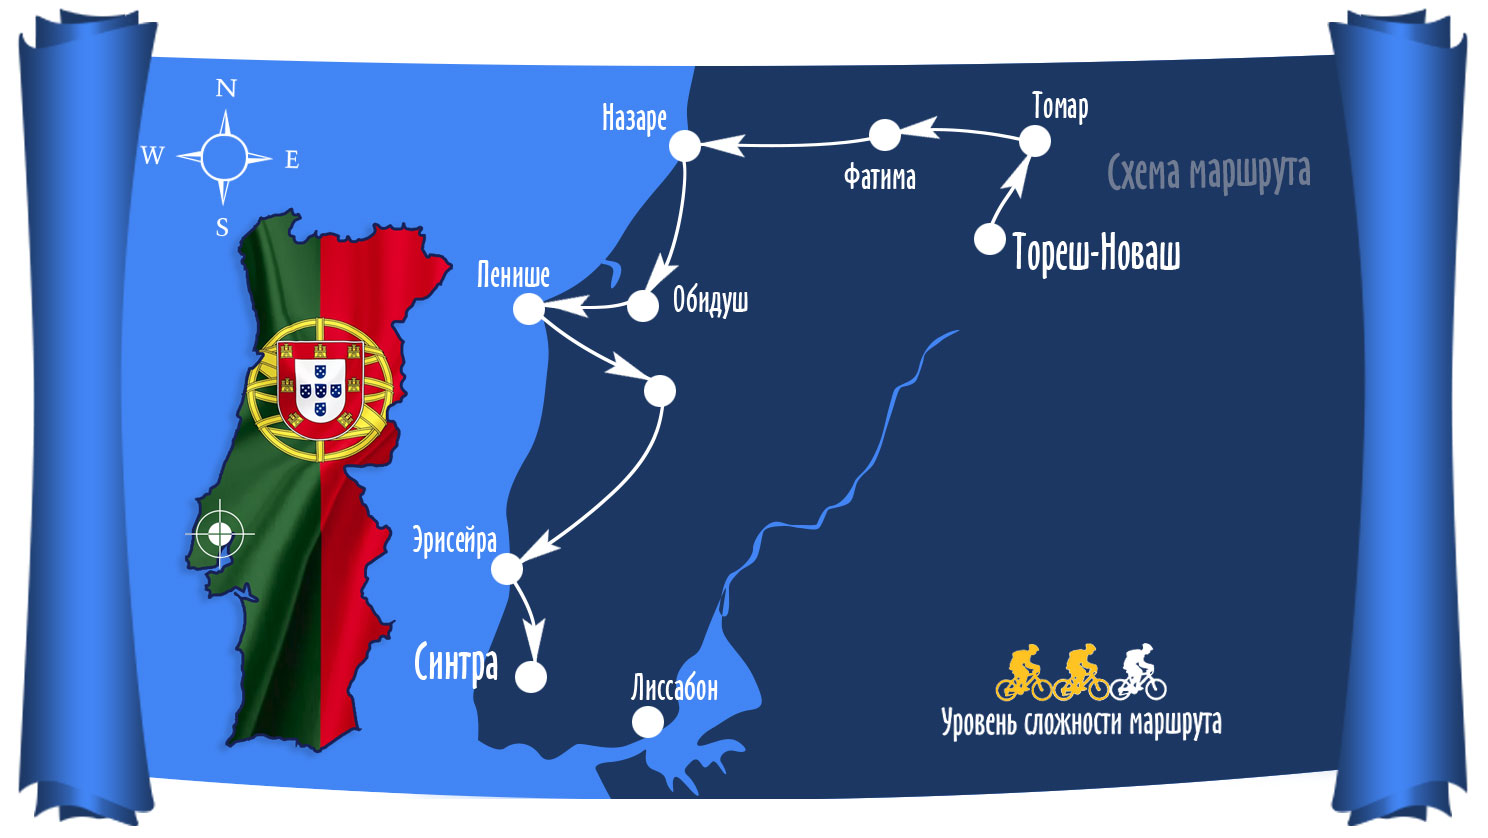 N
W
E
S
Назаре
Томар
Фатима
Схема маршрута
Тореш-Новаш
Пенише
Обидуш
Эрисейра
Синтра
Лиссабон
Уровень сложности маршрута